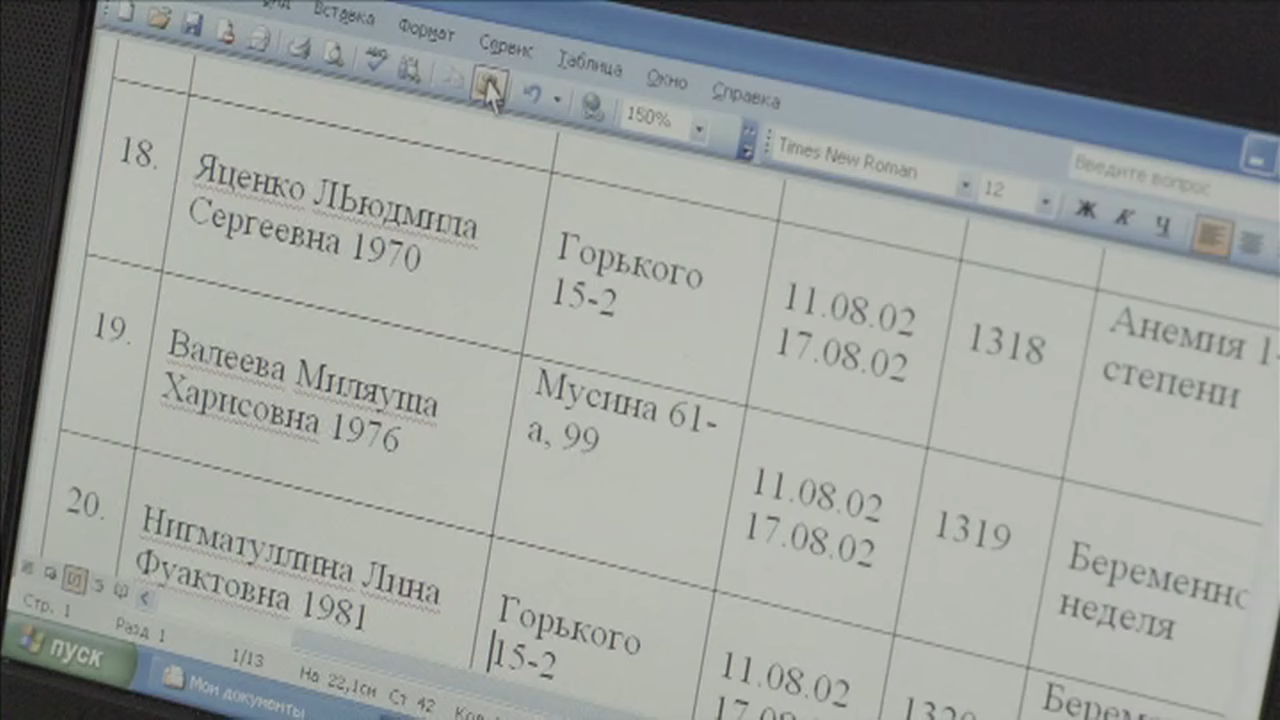 Вставка Формат Сервис Таблица Окно Справка
150% Times New Roman 12 Ж К Ч
Введите вопрос
18. Яценко ЛЬюдмила
Сергеевна 1970
Горького
15-2
11.08.02
17.08.02
1318
Анемия 1-
степени
19. Валеева Миляуша
Харисовна 1976
Мусина 61-
а, 99
11.08.02
17.08.02
1319
неделя
20. Нигматуллина Лина
Фуактовна 1981
Горького
15-2
11.08.02
Стр. 1 Разд 1 1/13 На 22,1см Ст 42
пуск Мои документы